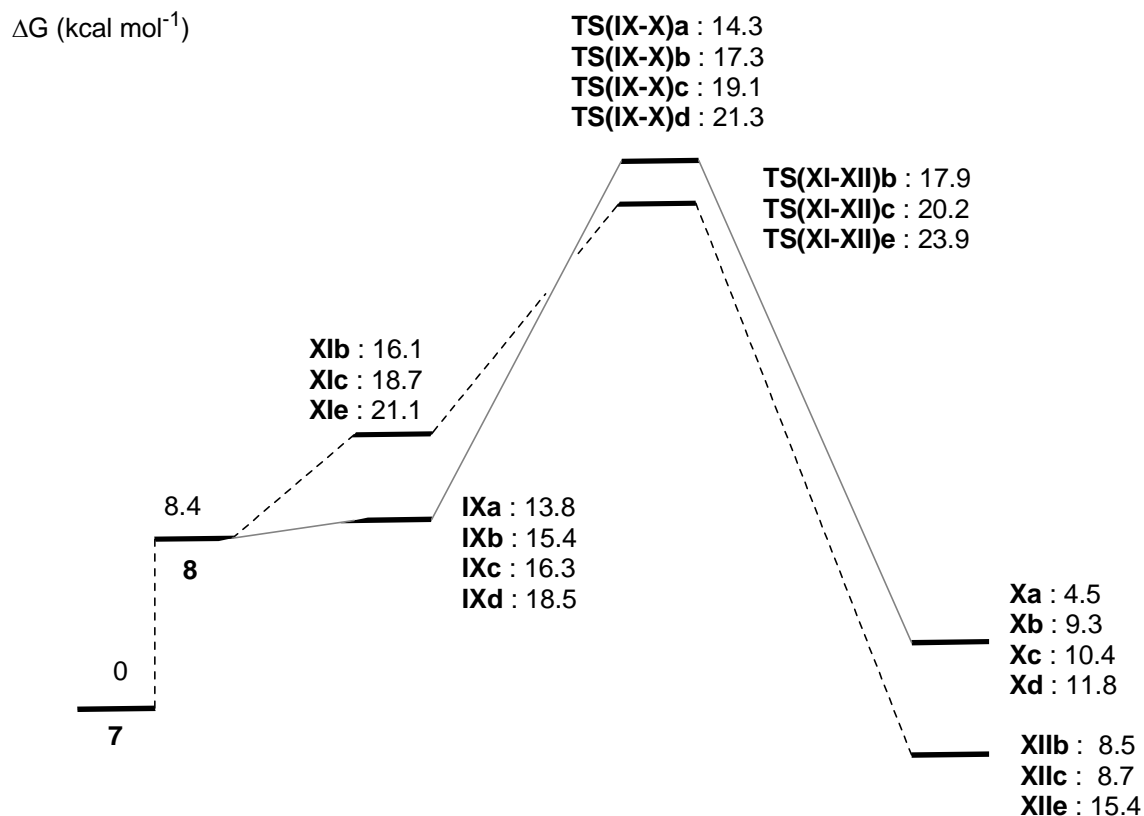 ΔG (kcal mol-1)
TS(IX-X)a : 14.3
TS(IX-X)b : 17.3
TS(IX-X)c : 19.1
TS(IX-X)d : 21.3
TS(XI-XII)b : 17.9
TS(XI-XII)c : 20.2
TS(XI-XII)e : 23.9
XIb : 16.1
XIc : 18.7
XIe : 21.1
8.4
8
IXa : 13.8
IXb : 15.4
IXc : 16.3
IXd : 18.5
0
7
Xa : 4.5
Xb : 9.3
Xc : 10.4
Xd : 11.8
XIIb : 8.5
XIIc : 8.7
XIIe : 15.4